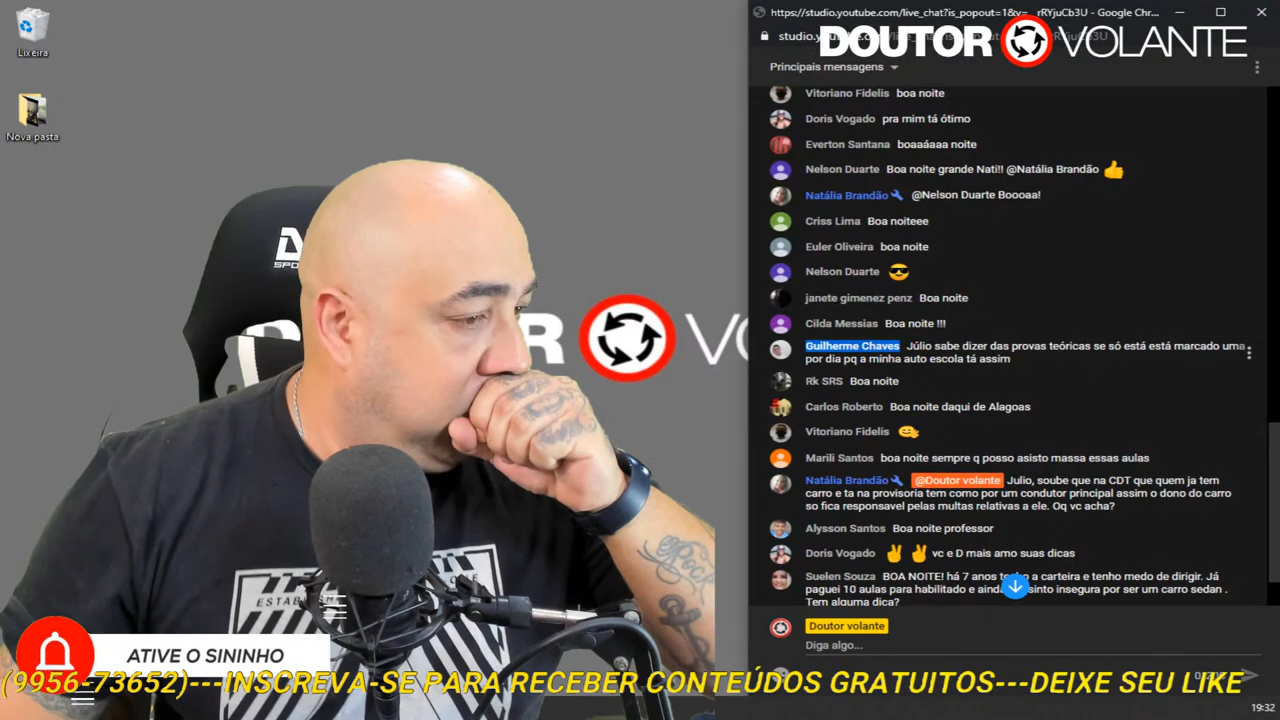 Lixeira
Nova pasta
https://studio.youtube.com/live_chat?is_popout=1&v=
rRYjuCb3U - Google Chr...
DOUTOR VOLANTE
studio.
Principais mensagens
Vitoriano Fidelis boa noite
Doris Vogado pra mim tá ótimo
Everton Santana boaaáaaa noite
Nelson Duarte Boa noite grande Nati!! @Natália Brandão 👍
Natália Brandão @Nelson Duarte Boooaa!
Criss Lima Boa noiteee
Euler Oliveira boa noite
Nelson Duarte 😎
janete gimenez penz Boa noite
Cilda Messias Boa noite !!!
Guilherme Chaves Júlio sabe dizer das provas teóricas se só está está marcado uma
por dia pq a minha auto escola tá assim
Rk SRS Boa noite
Carlos Roberto Boa noite daqui de Alagoas
Vitoriano Fidelis
Marili Santos boa noite sempre q posso asisto massa essas aulas
Natália Brandão @Doutor volante Julio, soube que na CDT que quem ja tem
carro e ta na provisoria tem como por um condutor principal assim o dono do carro
so fica responsavel pelas multas relativas a ele. Oq vc acha?
Alysson Santos Boa noite professor
Doris Vogado ✌ ✌ vc e D mais amo suas dicas
Suelen Souza BOA NOITE! há 7 anos a carteira e tenho medo de dirigir. Já
paguei 10 aulas para habilitado e sinto insegura por ser um carro sedan .
Tem alguma dica?
Doutor volante
Diga algo...
R VO
ESTABLISH
ATIVE O SININHO
(9956-73652)---INSCREVA-SE PARA RECEBER CONTEÚDOS GRATUITOS---DEIXE SEU LIKE
19:32